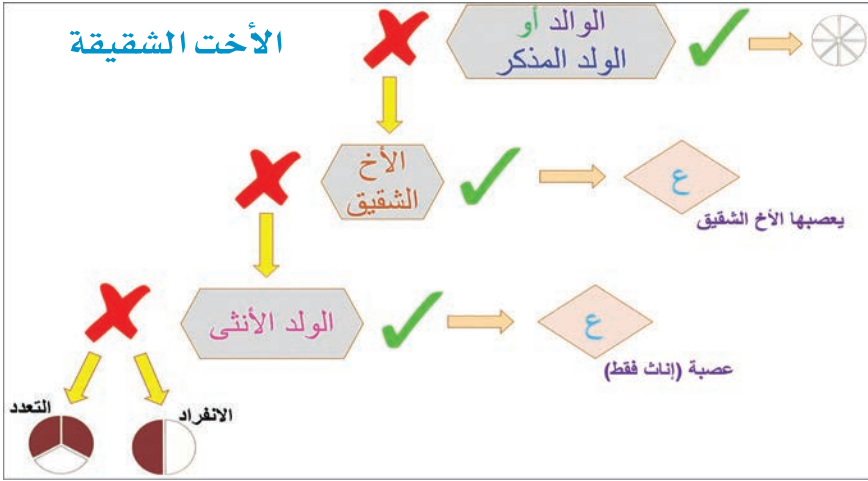 الأخت الشقيقة
الوالد أو
الولد المذكر
الأخ
الشقيق
ع
يعصبها الأخ الشقيق
الولد الأنثى
ع
عصبة (إناث فقط)
الانفراد
التعدد